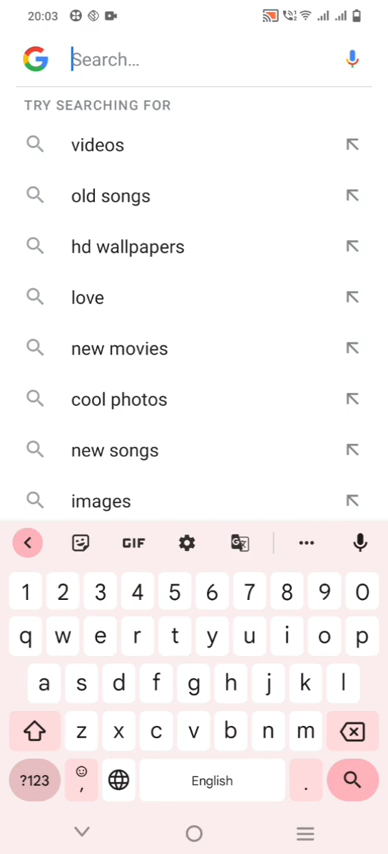 20:03
Search...
TRY SEARCHING FOR
videos
old songs
hd wallpapers
love
new movies
cool photos
new songs
images
GIF
1 2 3 4 5 6 7 8 9 0
q w e r t y u i o p
a s d f g h j k l
z x c v b n m
?123 , English .